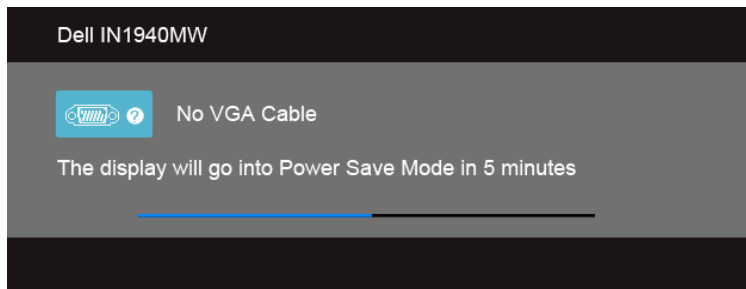 Dell IN1940MW
No VGA Cable
The display will go into Power Save Mode in 5 minutes